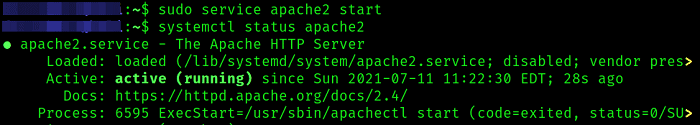 :~$ sudo service apache2 start
:~$ systemctl status apache2
● apache2.service - The Apache HTTP Server
Loaded: loaded (/lib/systemd/system/apache2.service; disabled; vendor pres>
Active: active (running) since Sun 2021-07-11 11:22:30 EDT; 28s ago
Docs: https://httpd.apache.org/docs/2.4/
Process: 6595 ExecStart=/usr/sbin/apachectl start (code=exited, status=0/SU>